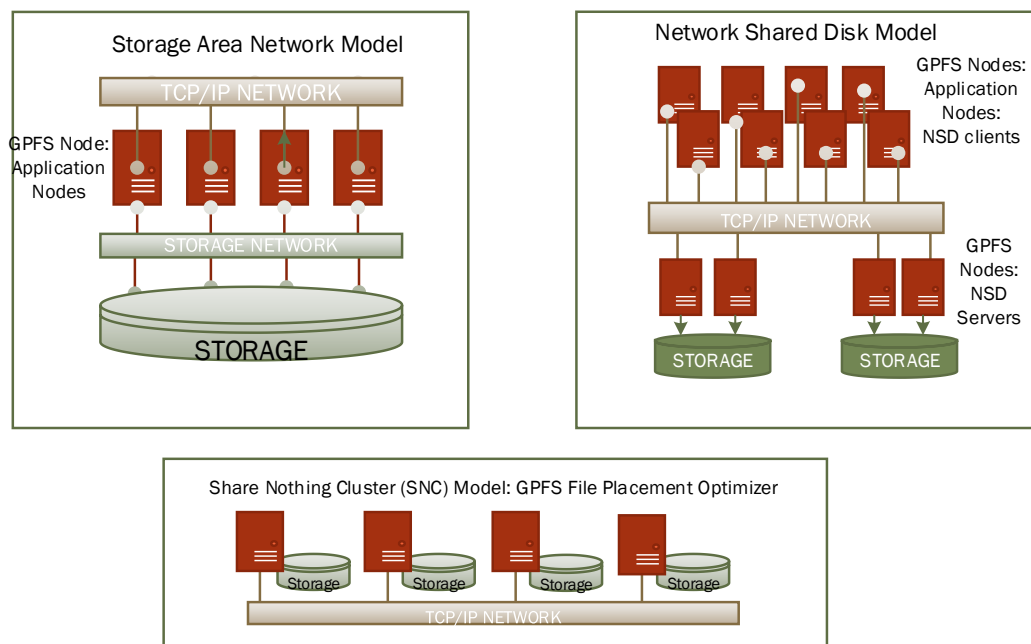 Storage Area Network Model
TCP/IP NETWORK
GPFS Node:
Application
Nodes
STORAGE NETWORK
STORAGE
Network Shared Disk Model
GPFS Nodes:
Application
Nodes:
NSD clients
TCP/IP NETWORK
GPFS
Nodes:
NSD
Servers
STORAGE
STORAGE
Share Nothing Cluster (SNC) Model: GPFS File Placement Optimizer
Storage
Storage
Storage
Storage
TCP/IP NETWORK